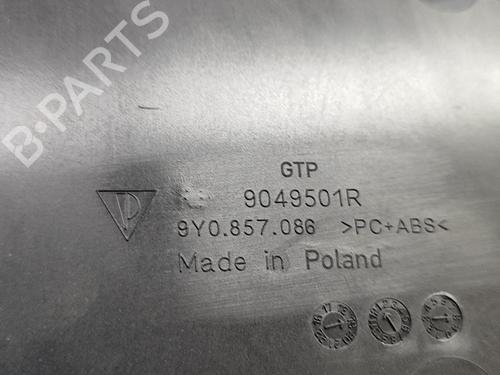 B-PARTS
GTP
9049501R
9Y0.857.086 >PC+ABS<
Made in Poland